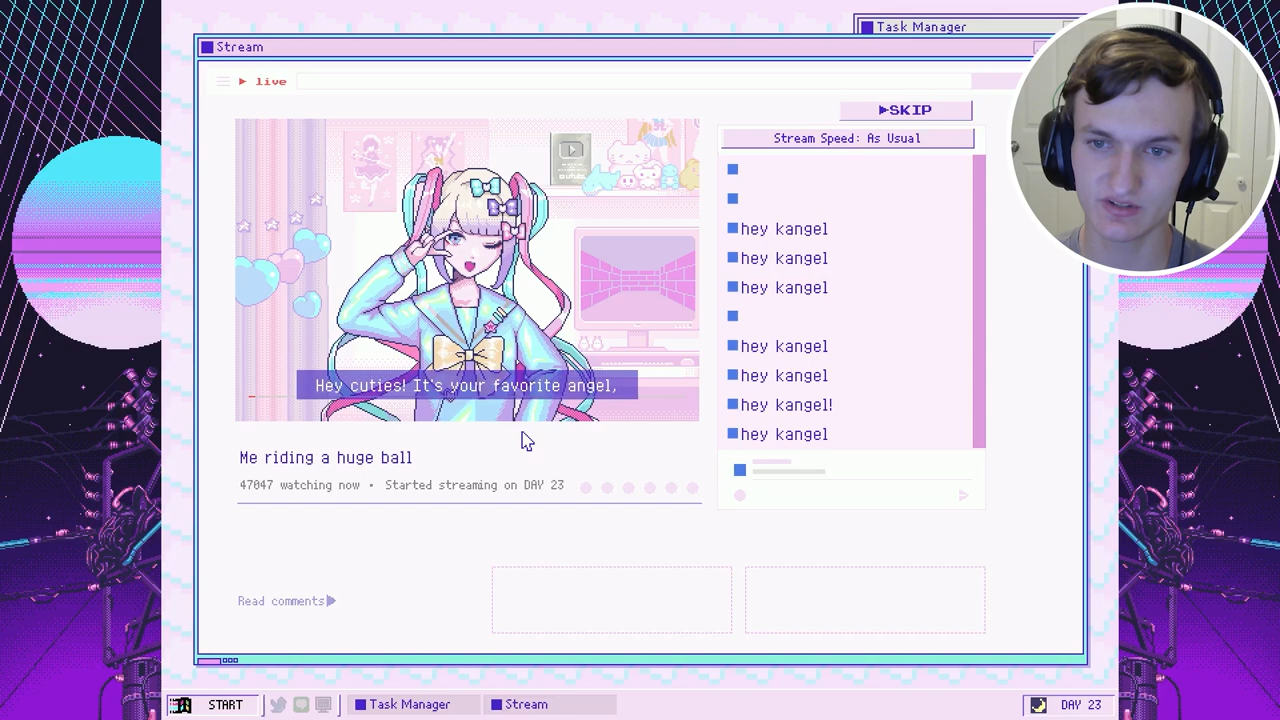 Task Manager
Stream
live
SKIP
Stream Speed: As Usual
hey kangel
hey kangel
hey kangel
hey kangel
hey kangel
hey kangel!
hey kangel
Hey cuties! It's your favorite angel,
Me riding a huge ball
47047 watching now • Started streaming on DAY 23
Read comments
START
Task Manager
Stream
DAY 23